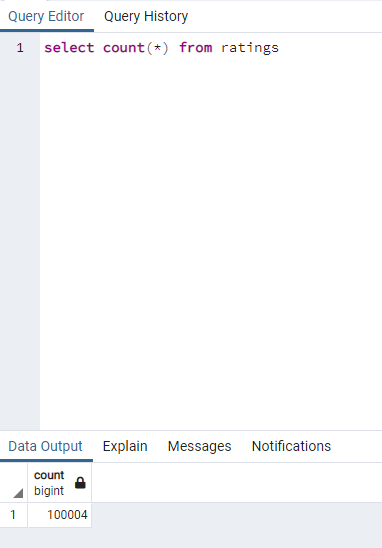 Query Editor Query History
1 select count(*) from ratings
Data Output Explain Messages Notifications
count
bigint
1 100004